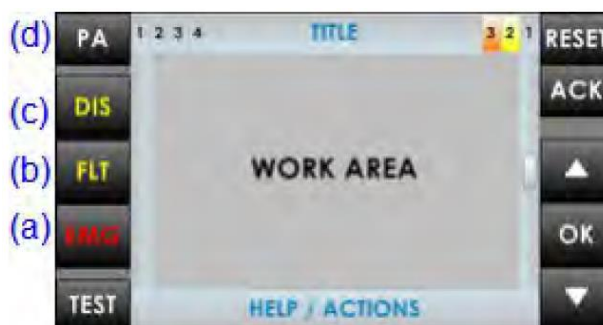 (d) PA 1 2 3 4 TITLE 3 2 1 RESET
ACK
(c) DIS
(b) FLT WORK AREA
(a) EMG OK
TEST HELP / ACTIONS